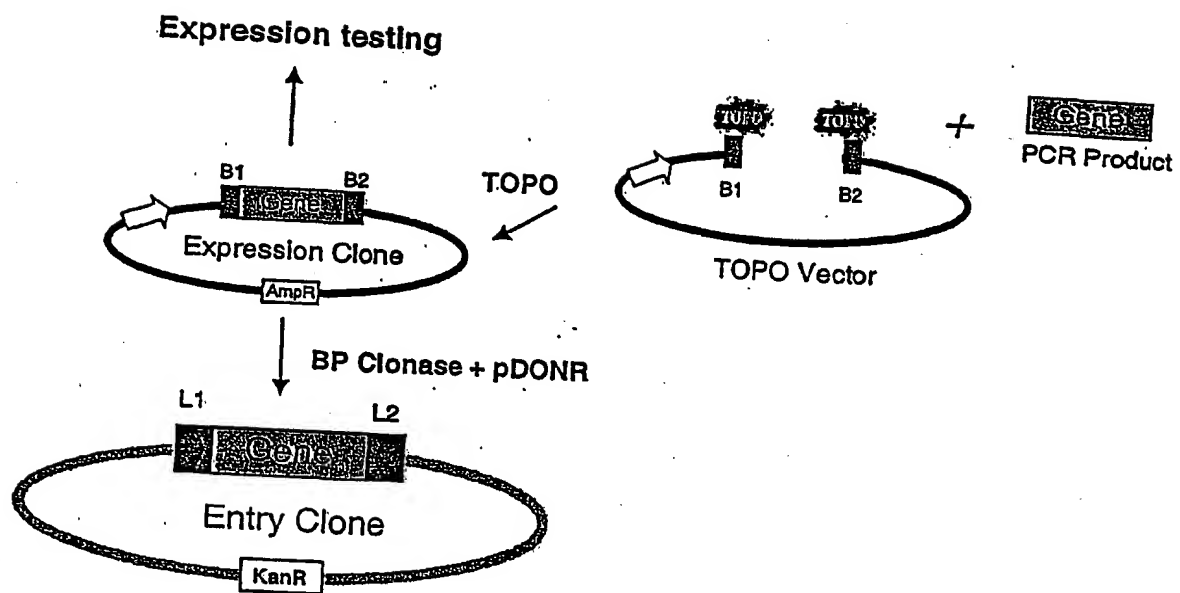 Expression testing
TOPO
TOPO
+
Gene
PCR Product
B1
B2
TOPO Vector
TOPO
B1
B2
Gene
Expression Clone
AmpR
BP Clonase + pDONR
L1
L2
Gene
Entry Clone
KanR